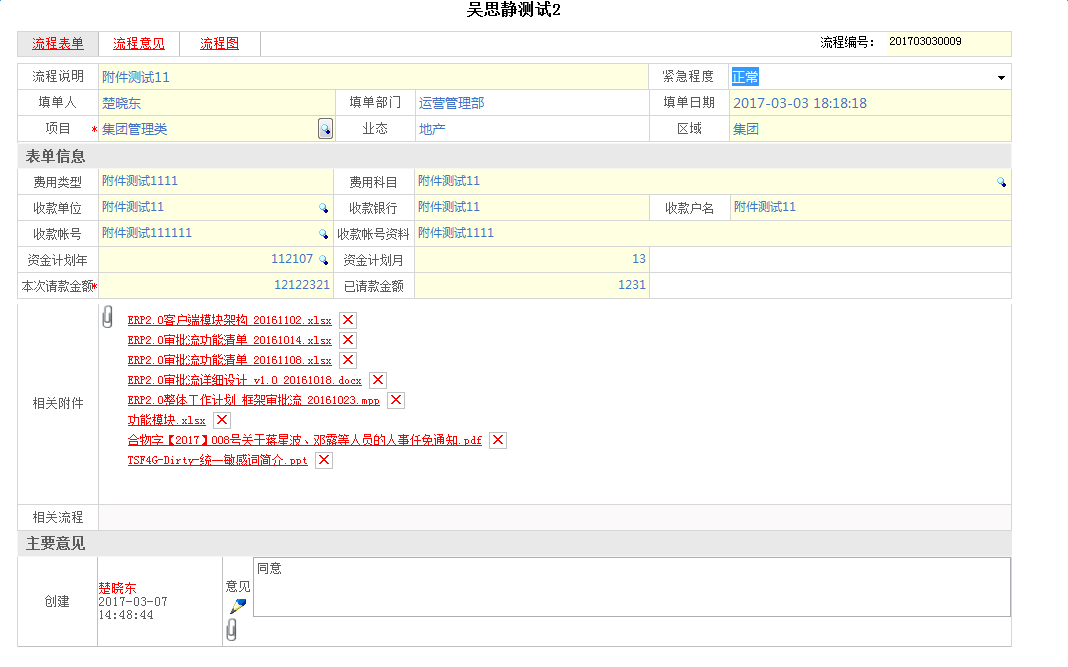 吴思静测试2
流程表单 流程意见 流程图 流程编号： 201703030009
流程说明 附件测试11 紧急程度 正常
填单人 楚晓东 填单部门 运营管理部 填单日期 2017-03-03 18:18:18
项目 * 集团管理类 业态 地产 区域 集团
表单信息
费用类型 附件测试1111 费用科目 附件测试11
收款单位 附件测试11 收款银行 附件测试11 收款户名 附件测试11
收款帐号 附件测试111111 收款帐号资料 附件测试1111
资金计划年 112107 资金计划月 13
本次请款金额* 12122321 已请款金额 1231
相关附件
ERP2.0客户端模块架构_20161102.xlsx
ERP2.0审批流功能清单_20161014.xlsx
ERP2.0审批流功能清单_20161108.xlsx
ERP2.0审批流详细设计_v1.0_20161018.docx
ERP2.0整体工作计划_框架审批流_20161023.mpp
功能模块.xlsx
合物字【2017】008号关于蒋星波、邓露等人员的人事任免通知.pdf
TSF4G-Dirty-统一敏感词简介.ppt
相关流程
主要意见
创建 楚晓东 2017-03-07 14:48:44 意见 同意